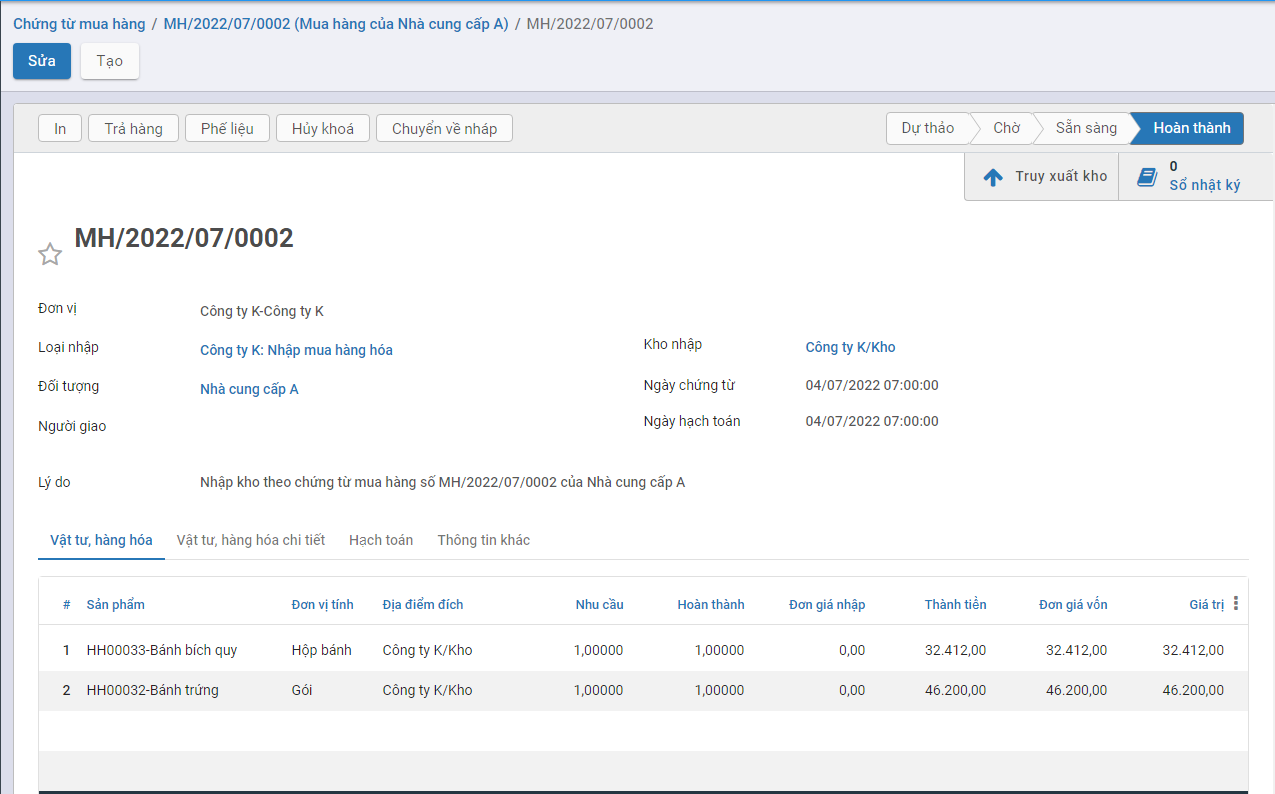 Chứng từ mua hàng / MH/2022/07/0002 (Mua hàng của Nhà cung cấp A) / MH/2022/07/0002
Sửa Tạo
In Trả hàng Phế liệu Hủy khoá Chuyển về nháp Dự thảo Chờ Sẵn sàng Hoàn thành
Truy xuất kho 0 Sổ nhật ký
MH/2022/07/0002
Đơn vị Công ty K-Công ty K
Loại nhập Công ty K: Nhập mua hàng hóa Kho nhập Công ty K/Kho
Đối tượng Nhà cung cấp A Ngày chứng từ 04/07/2022 07:00:00
Người giao Ngày hạch toán 04/07/2022 07:00:00
Lý do Nhập kho theo chứng từ mua hàng số MH/2022/07/0002 của Nhà cung cấp A
Vật tư, hàng hóa Vật tư, hàng hóa chi tiết Hạch toán Thông tin khác
# Sản phẩm Đơn vị tính Địa điểm đích Nhu cầu Hoàn thành Đơn giá nhập Thành tiền Đơn giá vốn Giá trị
1 HH00033-Bánh bích quy Hộp bánh Công ty K/Kho 1,00000 1,00000 0,00 32.412,00 32.412,00 32.412,00
2 HH00032-Bánh trứng Gói Công ty K/Kho 1,00000 1,00000 0,00 46.200,00 46.200,00 46.200,00